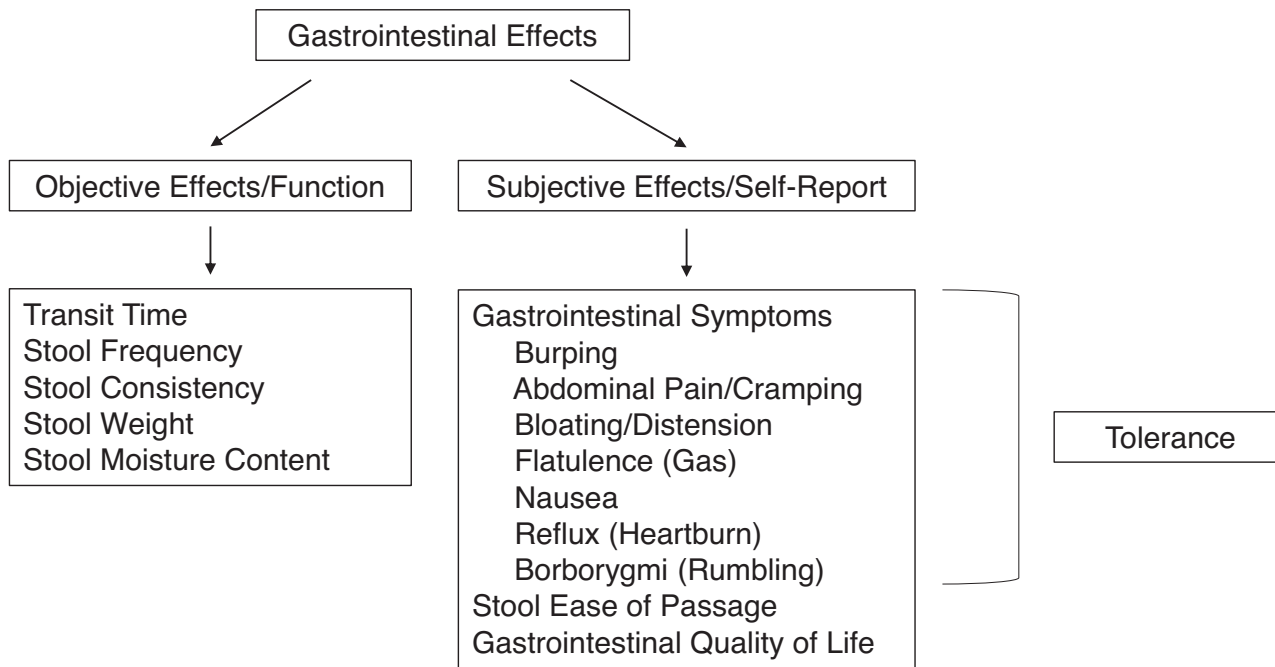 Gastrointestinal Effects
Objective Effects/Function
Subjective Effects/Self-Report
Transit Time
Stool Frequency
Stool Consistency
Stool Weight
Stool Moisture Content
Gastrointestinal Symptoms
Burping
Abdominal Pain/Cramping
Bloating/Distension
Flatulence (Gas)
Nausea
Reflux (Heartburn)
Borborygmi (Rumbling)
Stool Ease of Passage
Gastrointestinal Quality of Life
Tolerance